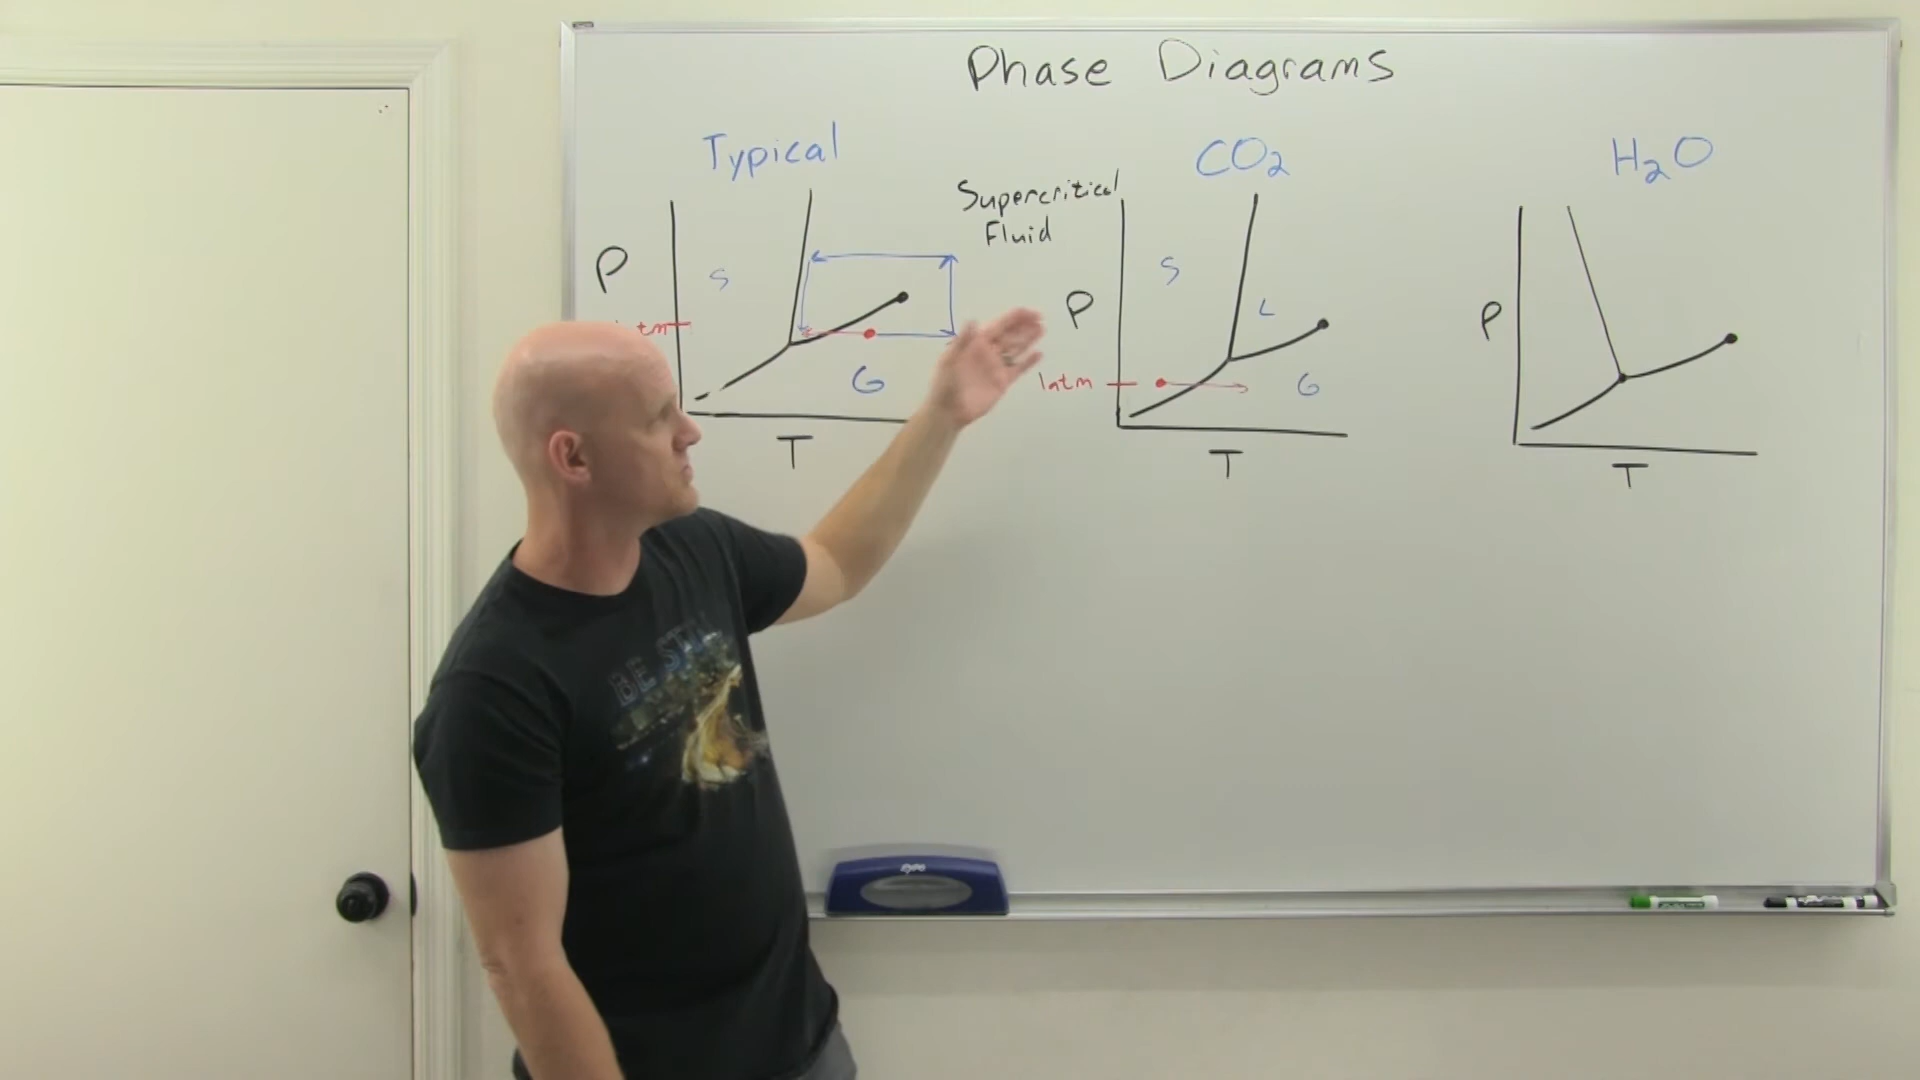 Phase Diagrams
Typical
P
S
G
T
Supercritical
Fluid
CO2
P
1atm
S
L
G
T
H2O
P
T